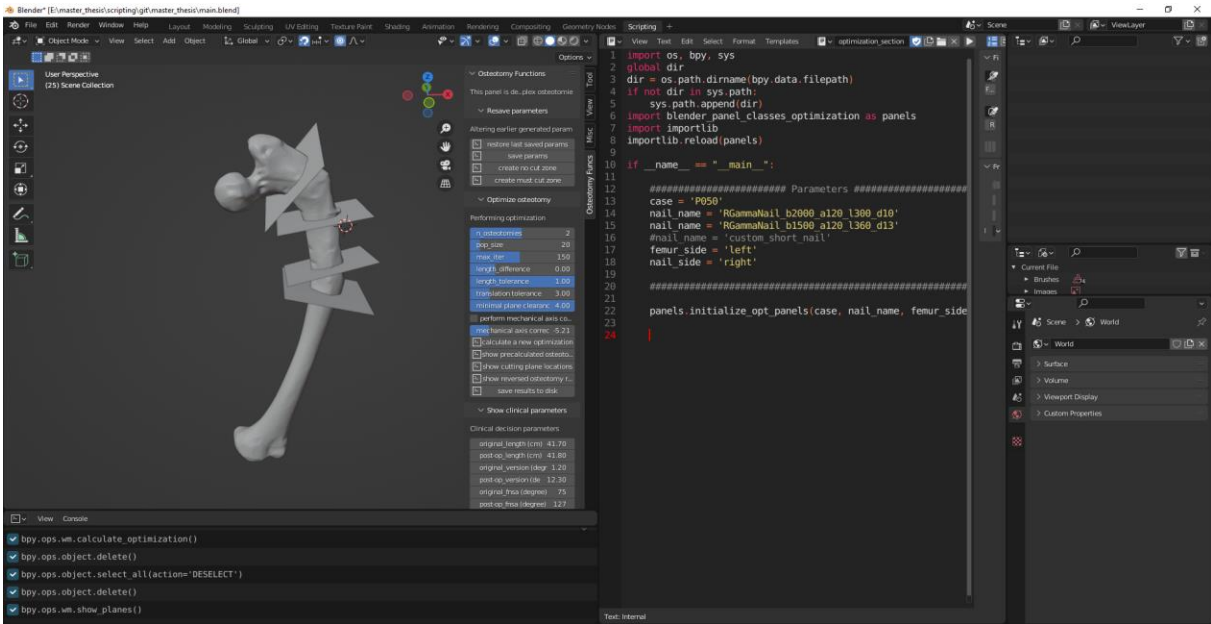 Blender* [E:\master_thesis\scripting\git\master_thesis\main.blend]
File Edit Render Window Help Layout Modeling Sculpting UV Editing Texture Paint Shading Animation Rendering Compositing Geometry Nodes Scripting + Scene ViewLayer
Object Mode View Select Add Object Global
Options
User Perspective
(25) Scene Collection
Z
Y
X
Tool
View
Misc
Osteotomy Funcs
Osteotomy Functions
This panel is de...plex osteotomie
Resave parameters
Altering earlier generated param
restore last saved params
save params
create no cut zone
create must cut zone
Optimize osteotomy
Performing optimization
n_osteotomies 2
pop_size 20
max_iter 150
length_difference 0.00
length_tolerance 1.00
translation tolerance 3.00
minimal plane clearanc 4.00
perform mechanical axis co...
mechanical axis correc -5.21
calculate a new optimization
show precalculated osteoto...
show cutting plane locations
show reversed osteotomy r...
save results to disk
Show clinical parameters
Clinical decision parameters
original_length (cm) 41.70
post-op_length (cm) 41.80
original_version (degr 1.20
post-op_version (de 12.30
original_fnsa (degree) 75
post-op_fnsa (degree) 127
View Console
bpy.ops.wm.calculate_optimization()
bpy.ops.object.delete()
bpy.ops.object.select_all(action='DESELECT')
bpy.ops.object.delete()
bpy.ops.wm.show_planes()
View Text Edit Select Format Templates optimization_section
1 import os, bpy, sys
2 global dir
3 dir = os.path.dirname(bpy.data.filepath)
4 if not dir in sys.path:
5 sys.path.append(dir)
6 import blender_panel_classes_optimization as panels
7 import importlib
8 importlib.reload(panels)
9
10 if __name__ == "__main__":
11
12 ######################## Parameters ####################
13 case = 'P050'
14 nail_name = 'RGammaNail_b2000_a120_l300_d10'
15 nail_name = 'RGammaNail_b1500_a120_l360_d13'
16 #nail_name = 'custom_short_nail'
17 femur_side = 'left'
18 nail_side = 'right'
19
20 #######################################################
21
22 panels.initialize_opt_panels(case, nail_name, femur_side
23
24
Text: Internal
Current File
Brushes
Images
Scene > World
World
Surface
Volume
Viewport Display
Custom Properties